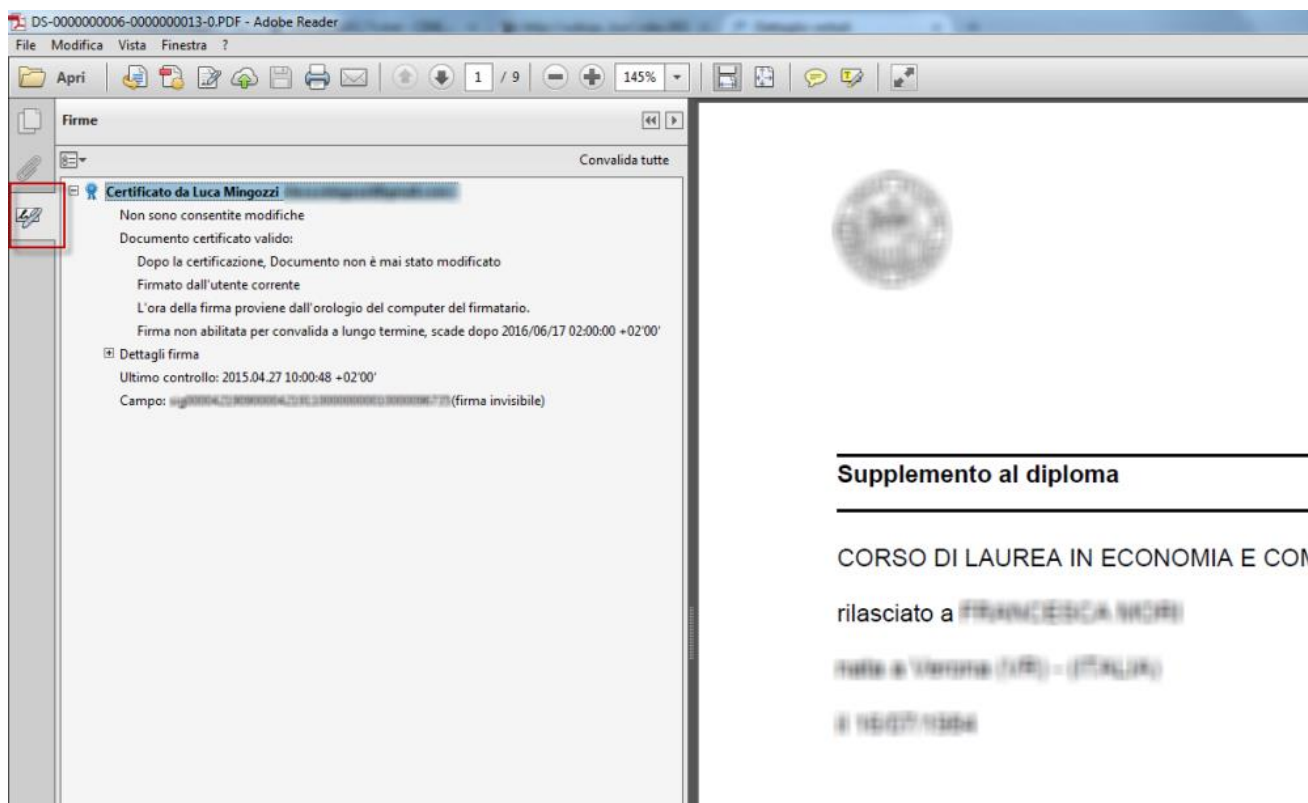 DS-0000000006-0000000013-0.PDF - Adobe Reader
File Modifica Vista Finestra ?
Apri 1 / 9 145%
Firme
Convalida tutte
Certificato da Luca Mingozzi
Non sono consentite modifiche
Documento certificato valido:
Dopo la certificazione, Documento non è mai stato modificato
Firmato dall'utente corrente
L'ora della firma proviene dall'orologio del computer del firmatario.
Firma non abilitata per convalida a lungo termine, scade dopo 2016/06/17 02:00:00 +02'00'
Dettagli firma
Ultimo controllo: 2015.04.27 10:00:48 +02'00'
Campo: (firma invisibile)
Supplemento al diploma
CORSO DI LAUREA IN ECONOMIA E COM
rilasciato a